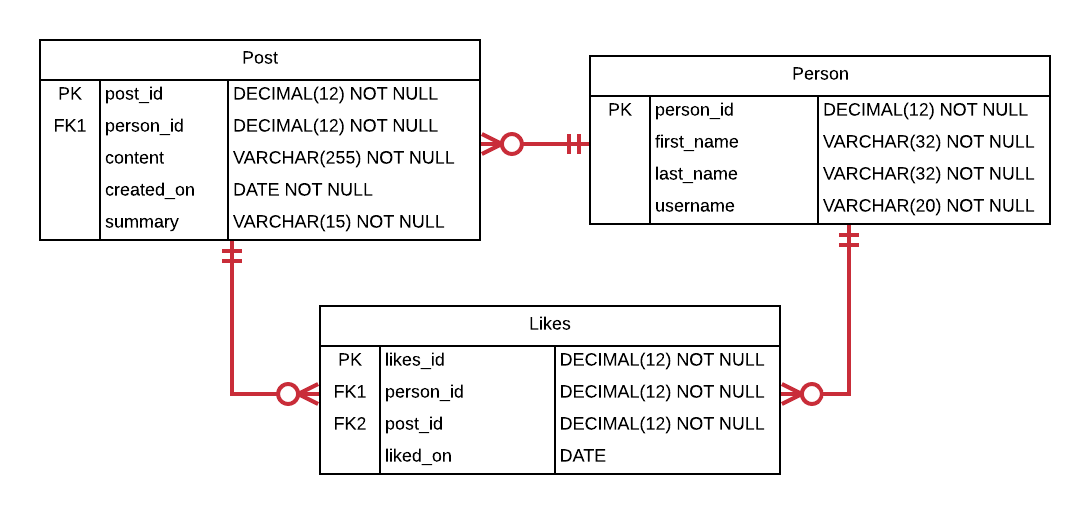 Post
PK post_id DECIMAL(12) NOT NULL
FK1 person_id DECIMAL(12) NOT NULL
content VARCHAR(255) NOT NULL
created_on DATE NOT NULL
summary VARCHAR(15) NOT NULL
Person
PK person_id DECIMAL(12) NOT NULL
first_name VARCHAR(32) NOT NULL
last_name VARCHAR(32) NOT NULL
username VARCHAR(20) NOT NULL
Likes
PK likes_id DECIMAL(12) NOT NULL
FK1 person_id DECIMAL(12) NOT NULL
FK2 post_id DECIMAL(12) NOT NULL
liked_on DATE